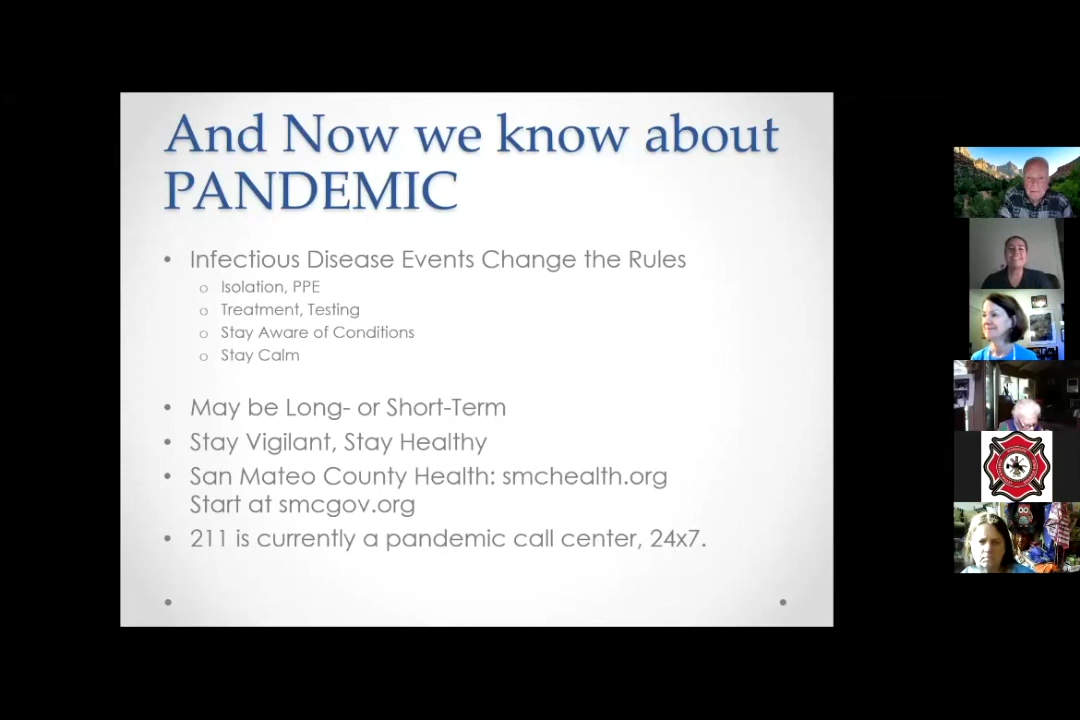 And Now we know about
PANDEMIC
• Infectious Disease Events Change the Rules
o Isolation, PPE
o Treatment, Testing
o Stay Aware of Conditions
o Stay Calm
• May be Long- or Short-Term
• Stay Vigilant, Stay Healthy
• San Mateo County Health: smchealth.org
Start at smcgov.org
• 211 is currently a pandemic call center, 24x7.